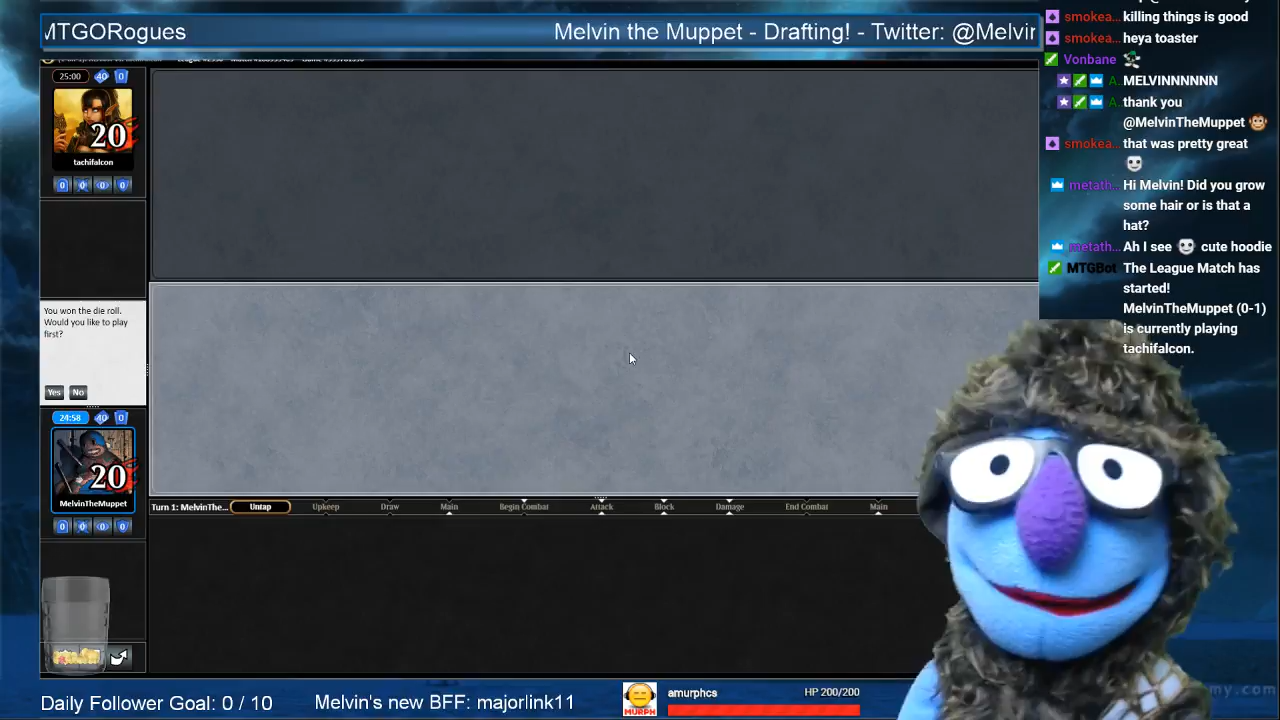 MTGORogues
Melvin the Muppet - Drafting! - Twitter: @Melvin
25:00 40 0
20
tachifalcon
0 0 0 0
You won the die roll.
Would you like to play
first?
Yes No
24:58 40 0
20
MelvinTheMuppet
0 0 0 0
Turn 1: MelvinThe... Untap Upkeep Draw Main Begin Combat Attack Block Damage End Combat Main
smokea... killing things is good
smokea... heya toaster
Vonbane
A. MELVINNNNNN
A. thank you
@MelvinTheMuppet
smokea... that was pretty great
metath... Hi Melvin! Did you grow
some hair or is that a
hat?
metath... Ah I see cute hoodie
MTGBot The League Match has
started!
MelvinTheMuppet (0-1)
is currently playing
tachifalcon.
Daily Follower Goal: 0 / 10
Melvin's new BFF: majorlink11
MURPH
amurphcs HP 200/200
my.com